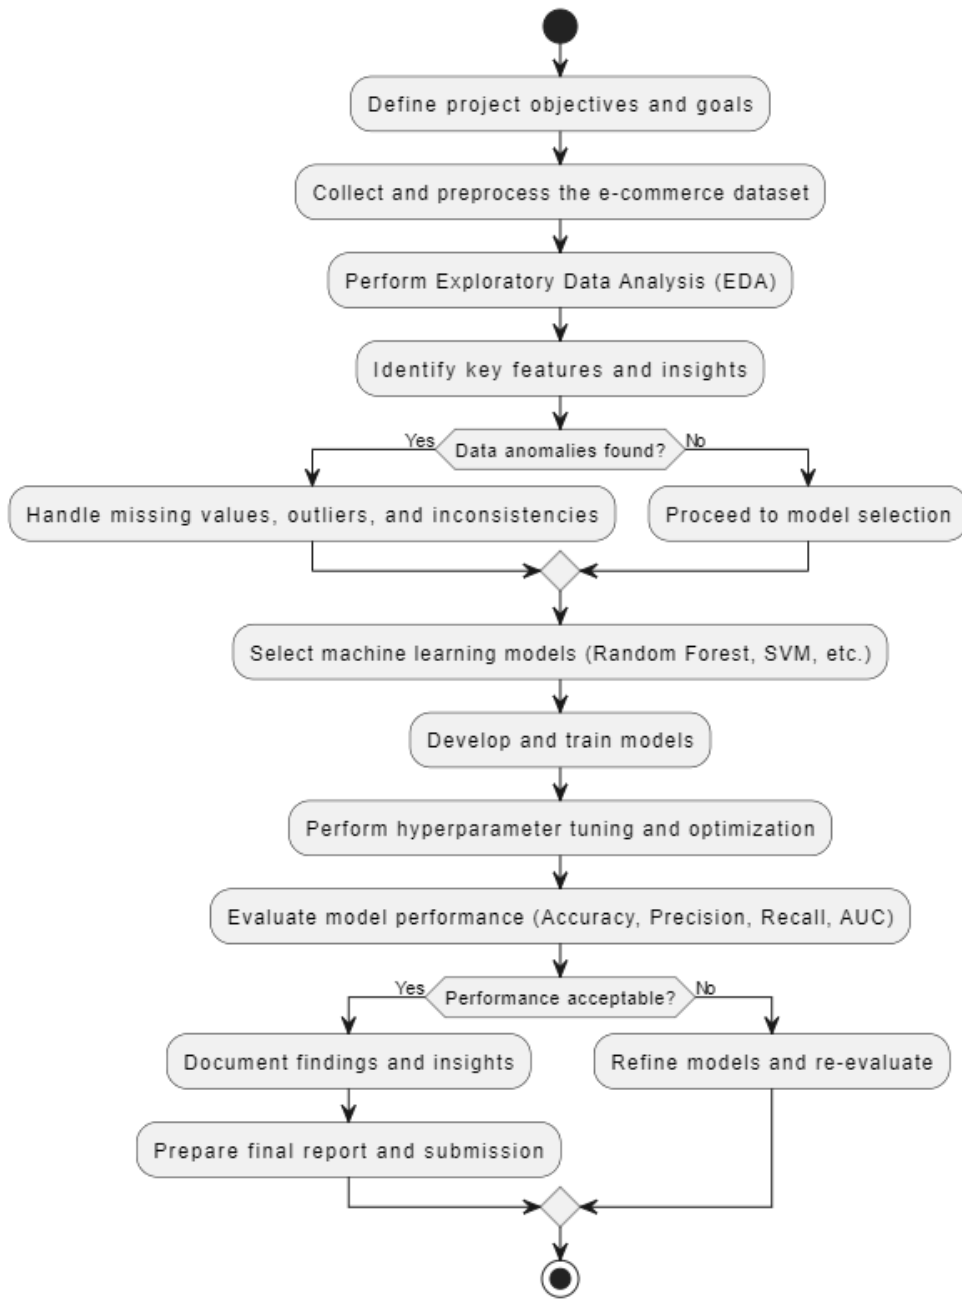 Define project objectives and goals
Collect and preprocess the e-commerce dataset
Perform Exploratory Data Analysis (EDA)
Identify key features and insights
Yes
Data anomalies found?
No
Handle missing values, outliers, and inconsistencies
Proceed to model selection
Select machine learning models (Random Forest, SVM, etc.)
Develop and train models
Perform hyperparameter tuning and optimization
Evaluate model performance (Accuracy, Precision, Recall, AUC)
Yes
Performance acceptable?
No
Document findings and insights
Refine models and re-evaluate
Prepare final report and submission